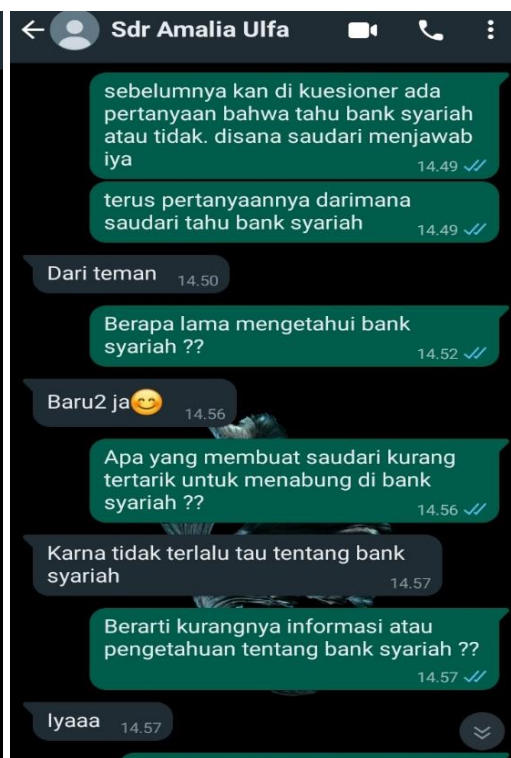 Sdr Amalia Ulfa
sebelumnya kan di kuesioner ada
pertanyaan bahwa tahu bank syariah
atau tidak. disana saudari menjawab
iya
14.49
terus pertanyaannya darimana
saudari tahu bank syariah
14.49
Dari teman
14.50
Berapa lama mengetahui bank
syariah ??
14.52
Baru2 ja😊
14.56
Apa yang membuat saudari kurang
tertarik untuk menabung di bank
syariah ??
14.56
Karna tidak terlalu tau tentang bank
syariah
14.57
Berarti kurangnya informasi atau
pengetahuan tentang bank syariah ??
14.57
Iyaaa
14.57